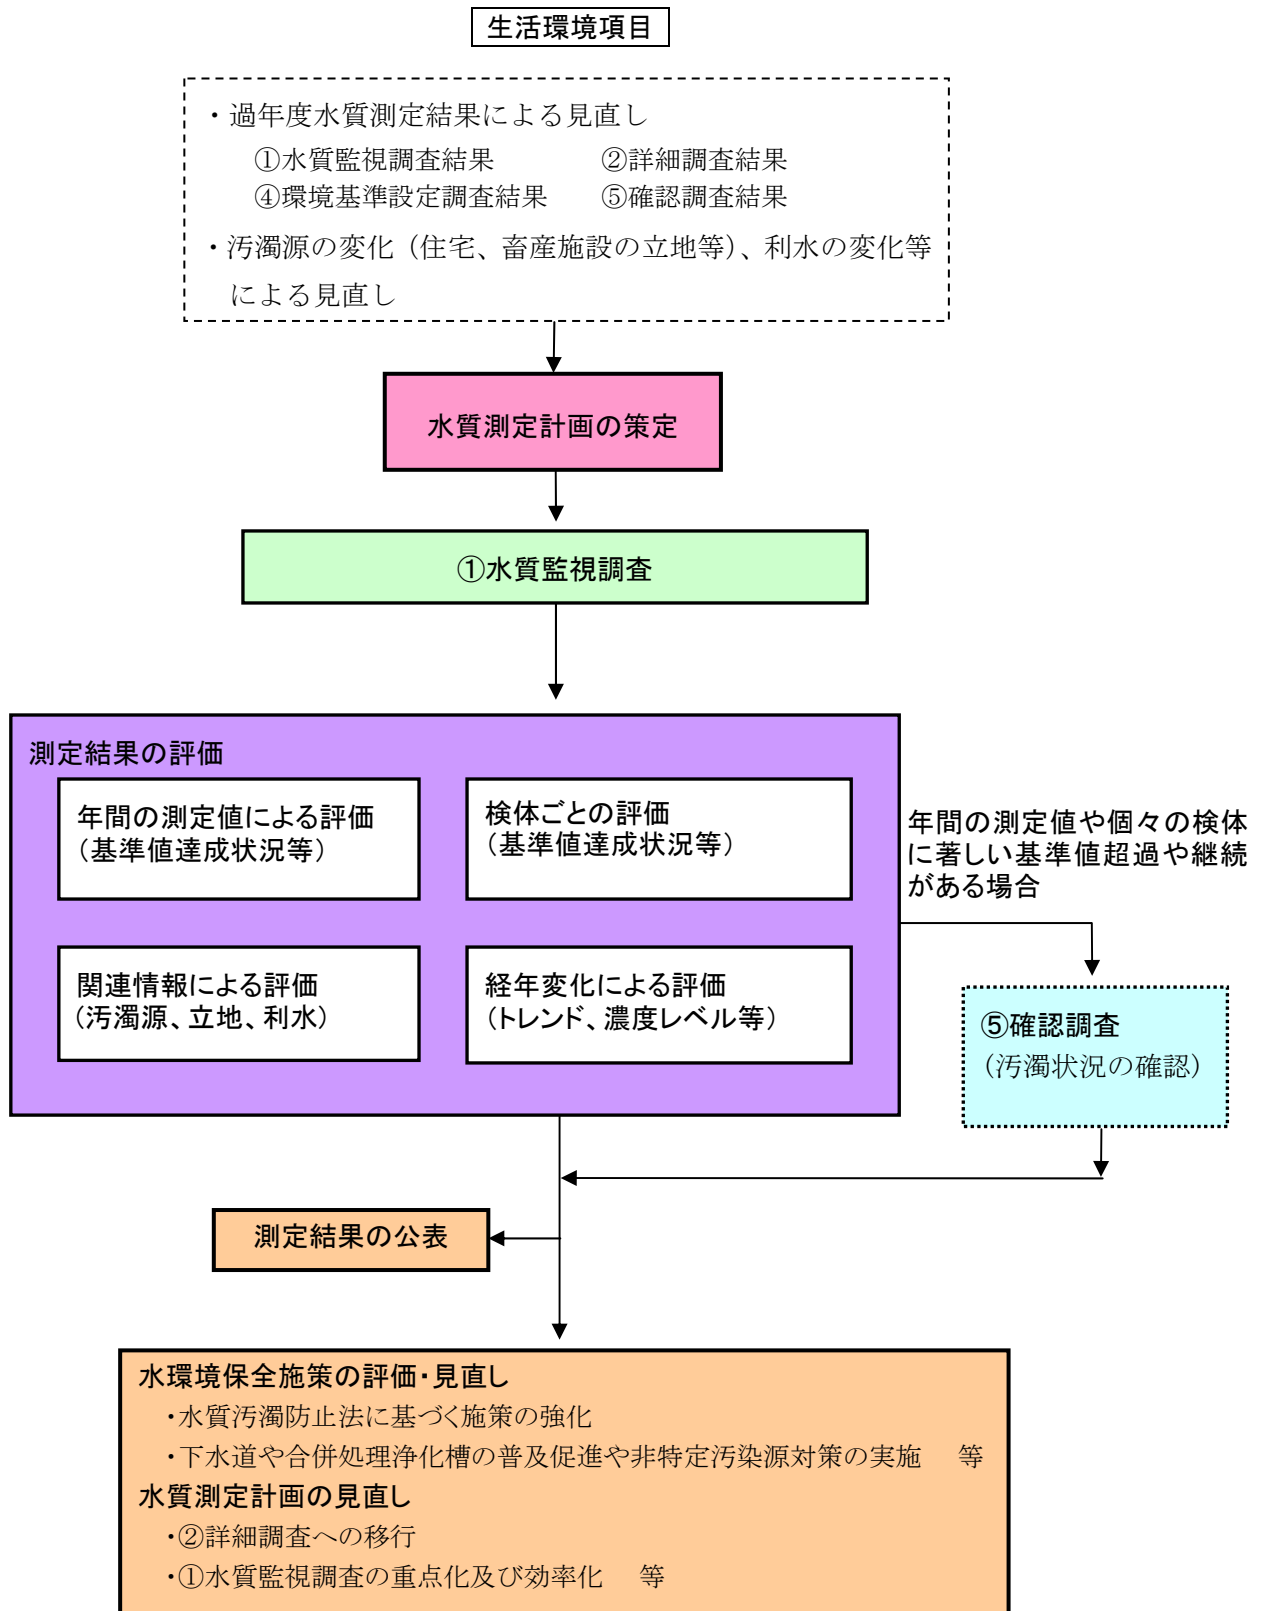 生活環境項目
・過年度水質測定結果による見直し
①水質監視調査結果　②詳細調査結果
④環境基準設定調査結果　⑤確認調査結果
・汚濁源の変化（住宅、畜産施設の立地等）、利水の変化等
による見直し
水質測定計画の策定
①水質監視調査
測定結果の評価
年間の測定値による評価
（基準値達成状況等）
検体ごとの評価
（基準値達成状況等）
関連情報による評価
（汚濁源、立地、利水）
経年変化による評価
（トレンド、濃度レベル等）
年間の測定値や個々の検体
に著しい基準値超過や継続
がある場合
⑤確認調査
（汚濁状況の確認）
測定結果の公表
水環境保全施策の評価・見直し
・水質汚濁防止法に基づく施策の強化
・下水道や合併処理浄化槽の普及促進や非特定汚染源対策の実施　等
水質測定計画の見直し
・②詳細調査への移行
・①水質監視調査の重点化及び効率化　等